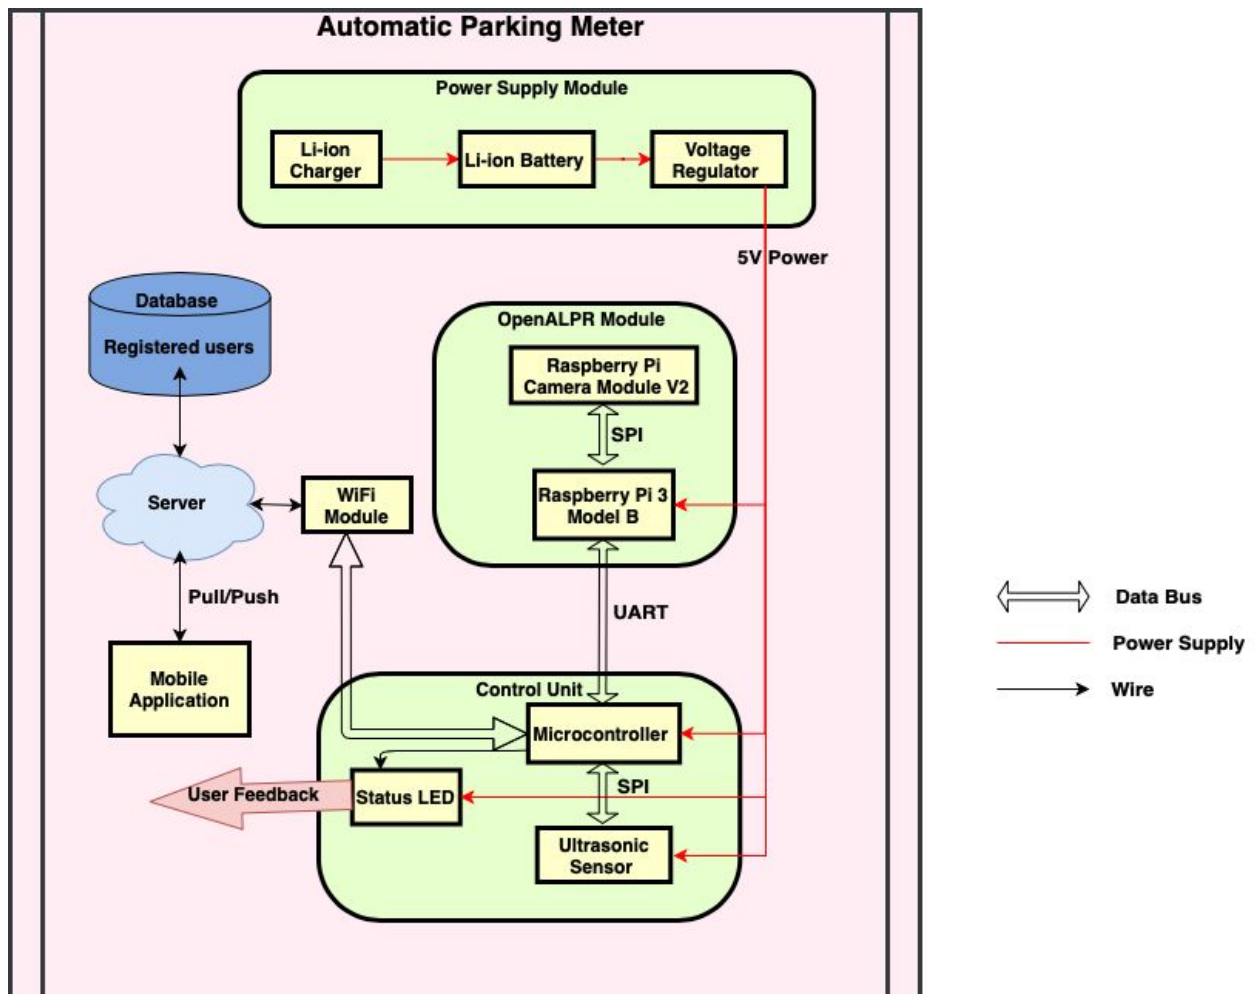 Automatic Parking Meter
Power Supply Module
Li-ion
Charger
Li-ion Battery
Voltage
Regulator
5V Power
Database
Registered users
OpenALPR Module
Raspberry Pi
Camera Module V2
SPI
Raspberry Pi 3
Model B
Server
WiFi
Module
Pull/Push
UART
Mobile
Application
Control Unit
Microcontroller
SPI
User Feedback
Status LED
Ultrasonic
Sensor
Data Bus
Power Supply
Wire